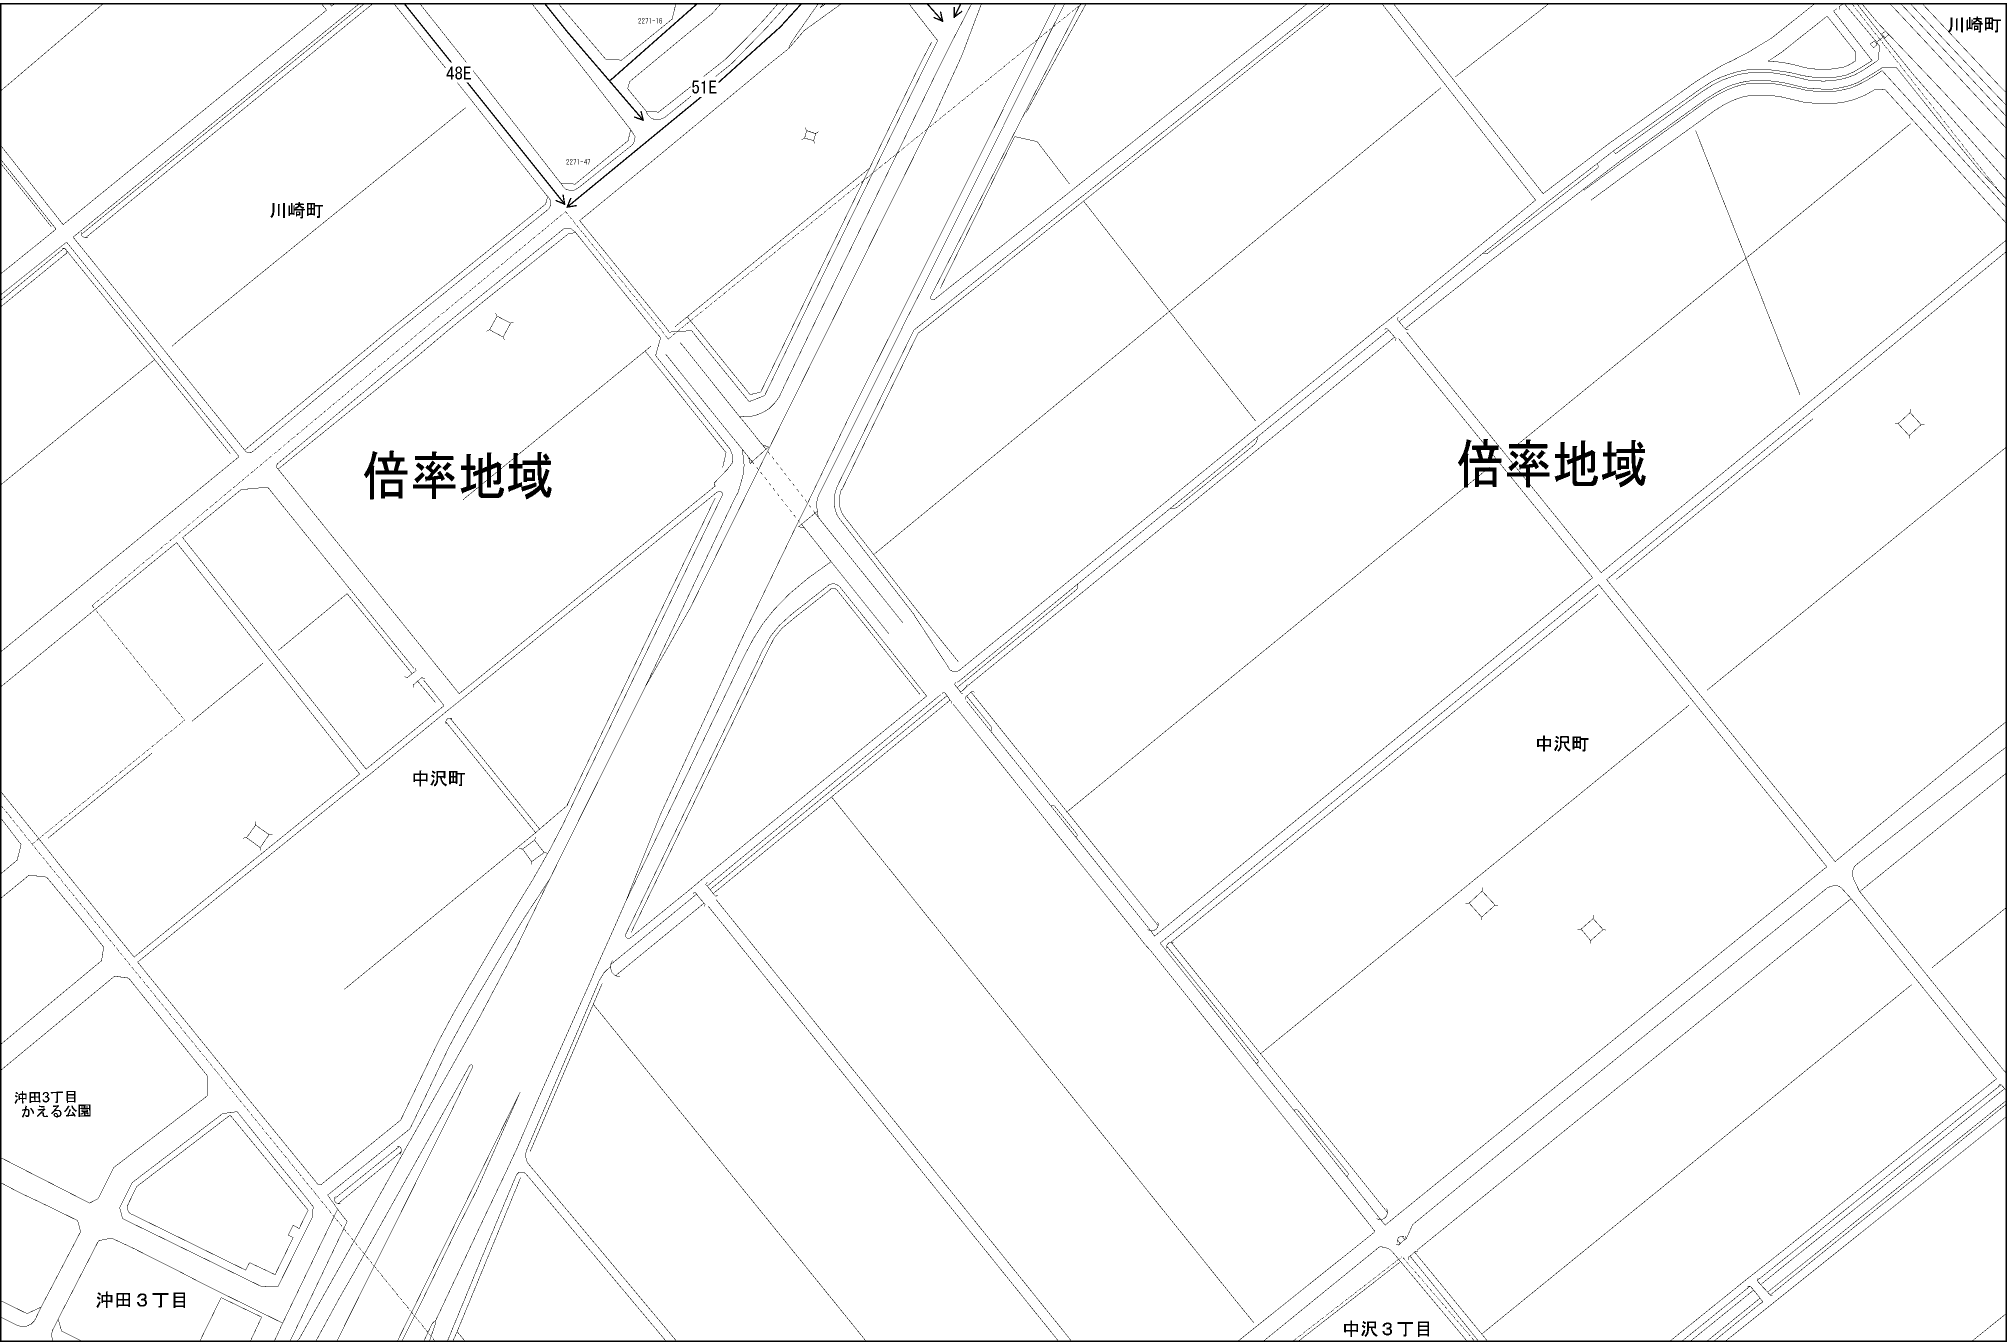 2271-16
川崎町
48E
51E
2271-47
川崎町
倍率地域
倍率地域
中沢町
中沢町
沖田3丁目
かえる公園
沖田３丁目
中沢３丁目